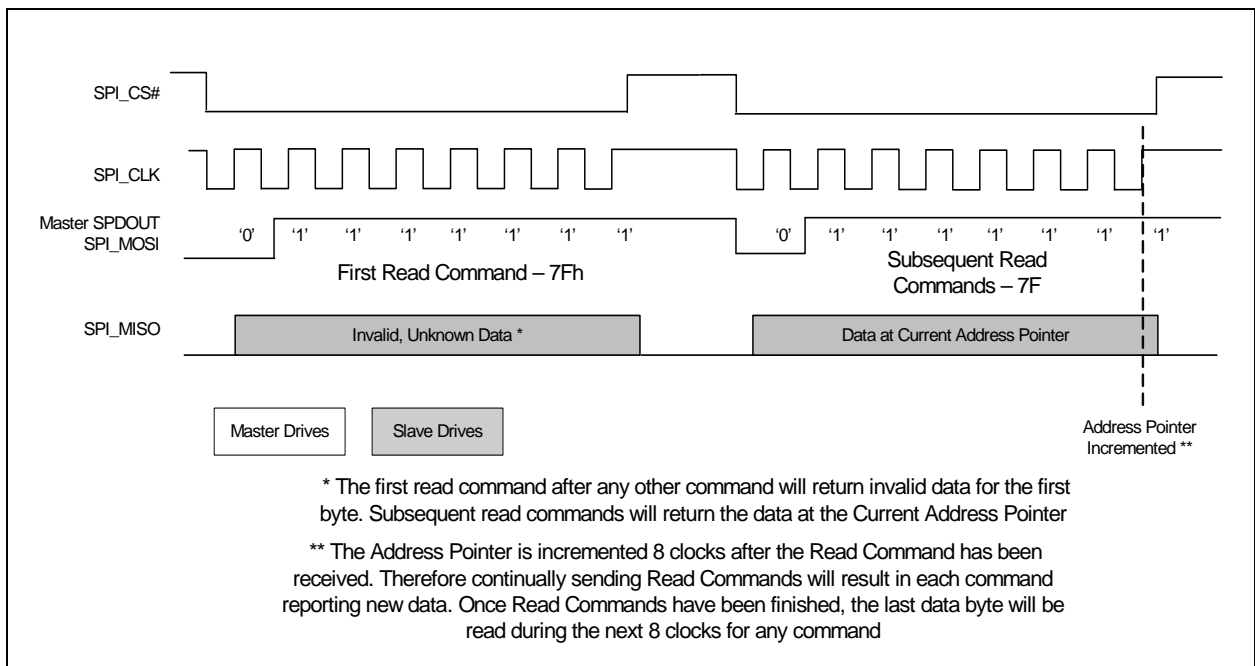 SPI_CS#
SPI_CLK
Master SPDOUT
SPI_MOSI
‘0’ ‘1’ ‘1’ ‘1’ ‘1’ ‘1’ ‘1’ ‘1’ ‘0’ ‘1’ ‘1’ ‘1’ ‘1’ ‘1’ ‘1’ ‘1’
First Read Command – 7Fh
Subsequent Read
Commands – 7F
SPI_MISO
Invalid, Unknown Data *
Data at Current Address Pointer
Master Drives
Slave Drives
Address Pointer
Incremented **
* The first read command after any other command will return invalid data for the first
byte. Subsequent read commands will return the data at the Current Address Pointer
** The Address Pointer is incremented 8 clocks after the Read Command has been
received. Therefore continually sending Read Commands will result in each command
reporting new data. Once Read Commands have been finished, the last data byte will be
read during the next 8 clocks for any command